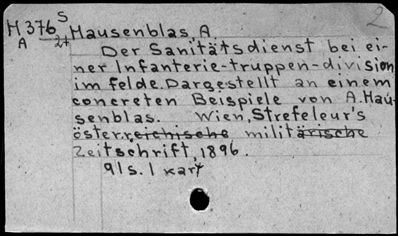 2
H 376 S Hausenblas, A.
A 2t
Der Sanitätsdienst bei ei-
ner Infanterie-truppen-division
im felde. Dargestellt an einem
concreten Beispiele von A. Hau-
senblas. Wien, Strefeleur's
österreichische militärische
Zeitschrift, 1896.
91 s. 1 kart